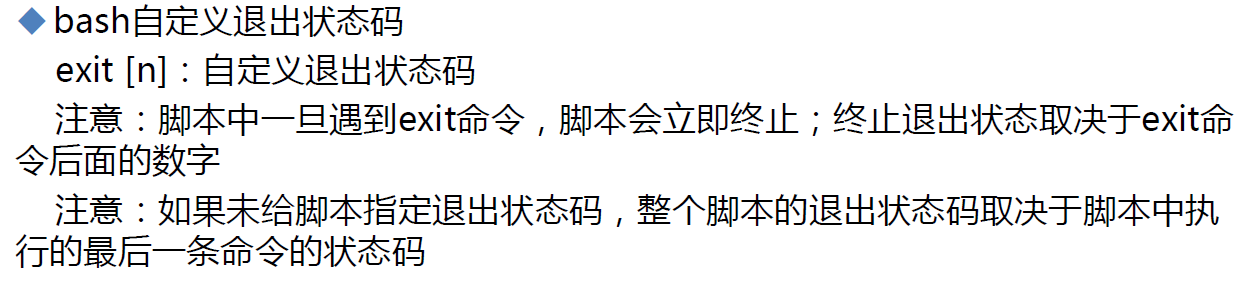 ◆ bash自定义退出状态码
exit [n]：自定义退出状态码
注意：脚本中一旦遇到exit命令，脚本会立即终止；终止退出状态取决于exit命
令后面的数字
注意：如果未给脚本指定退出状态码，整个脚本的退出状态码取决于脚本中执
行的最后一条命令的状态码